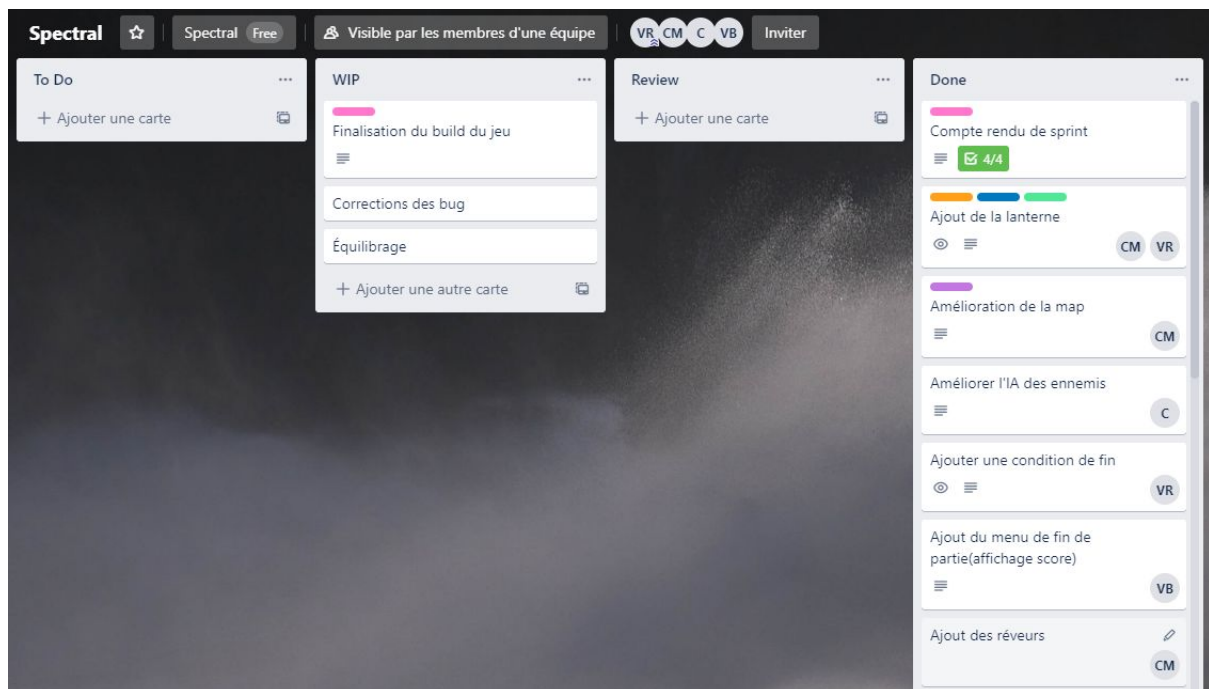 Spectral
Spectral Free
Visible par les membres d'une équipe
VR CM C VB
Inviter
To Do
+ Ajouter une carte
WIP
Finalisation du build du jeu
Corrections des bug
Équilibrage
+ Ajouter une autre carte
Review
+ Ajouter une carte
Done
Compte rendu de sprint
4/4
Ajout de la lanterne
CM VR
Amélioration de la map
CM
Améliorer l'IA des ennemis
C
Ajouter une condition de fin
VR
Ajout du menu de fin de
partie(affichage score)
VB
Ajout des réveurs
CM